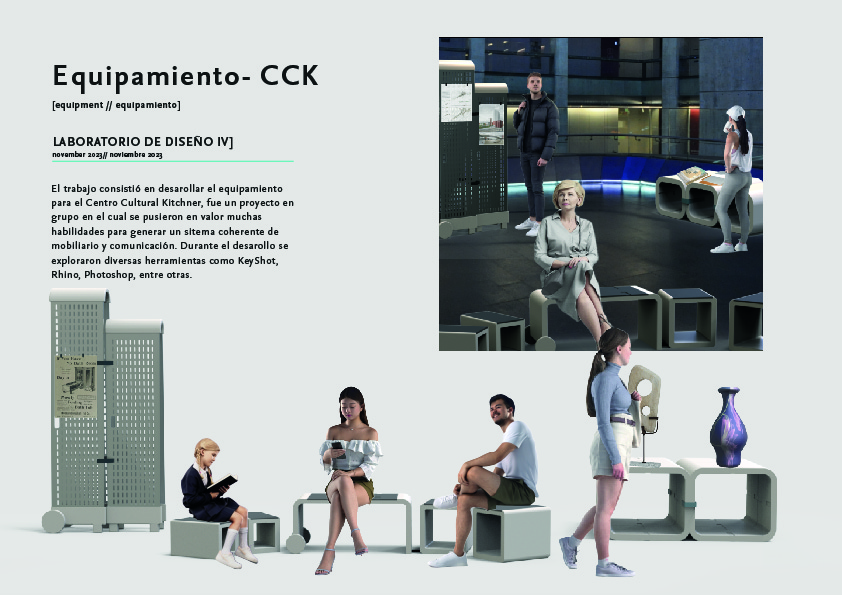 Equipamiento- CCK
[equipment // equipamiento]
LABORATORIO DE DISEÑO IV]
november 2023// noviembre 2023
El trabajo consistió en desarollar el equipamiento
para el Centro Cultural Kitchner, fue un proyecto en
grupo en el cual se pusieron en valor muchas
habilidades para generar un sitema coherente de
mobiliario y comunicación. Durante el desarollo se
exploraron diversas herramientas como KeyShot,
Rhino, Photoshop, entre otras.